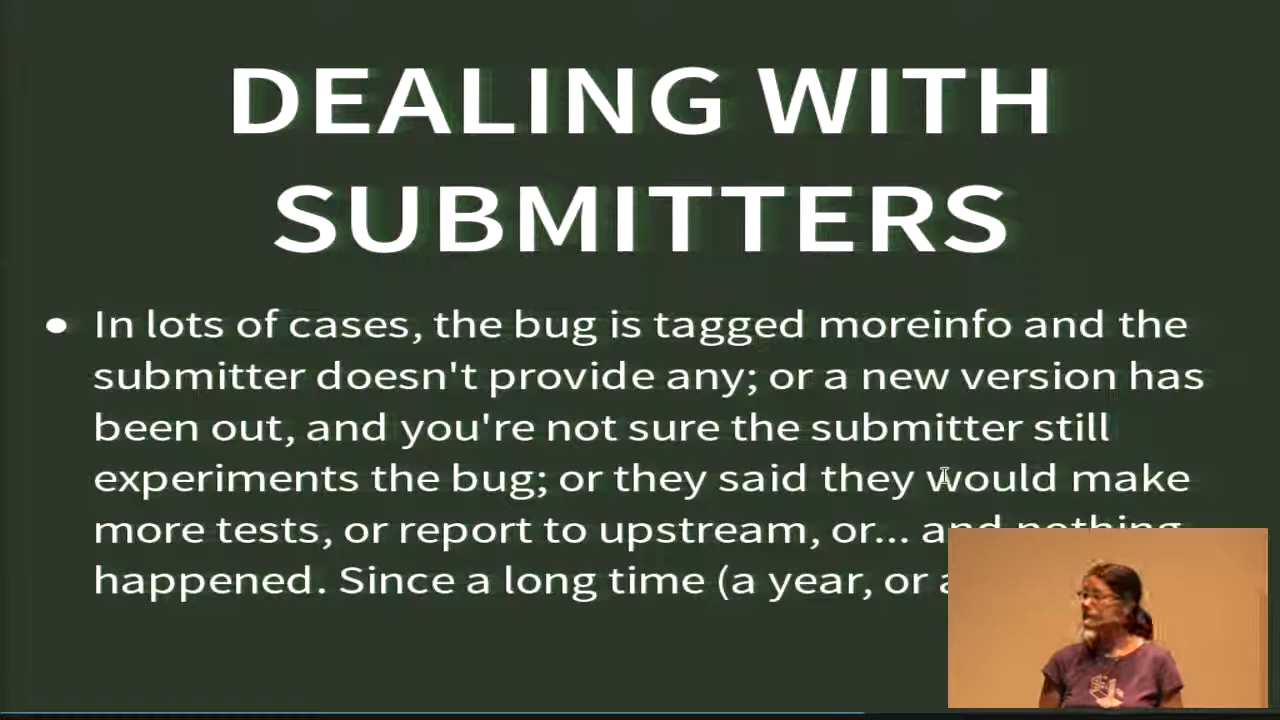 DEALING WITH
SUBMITTERS
• In lots of cases, the bug is tagged moreinfo and the
submitter doesn't provide any; or a new version has
been out, and you're not sure the submitter still
experiments the bug; or they said they would make
more tests, or report to upstream, or... and nothing
happened. Since a long time (a year, or